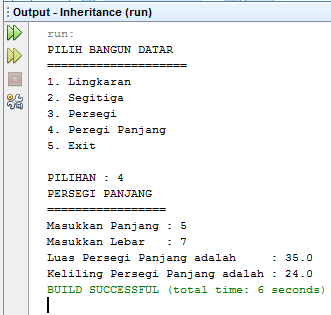 Output - Inheritance (run)
run:
PILIH BANGUN DATAR
====================
1. Lingkaran
2. Segitiga
3. Persegi
4. Peregi Panjang
5. Exit
PILIHAN : 4
PERSEGI PANJANG
=================
Masukkan Panjang : 5
Masukkan Lebar   : 7
Luas Persegi Panjang adalah     : 35.0
Keliling Persegi Panjang adalah : 24.0
BUILD SUCCESSFUL (total time: 6 seconds)